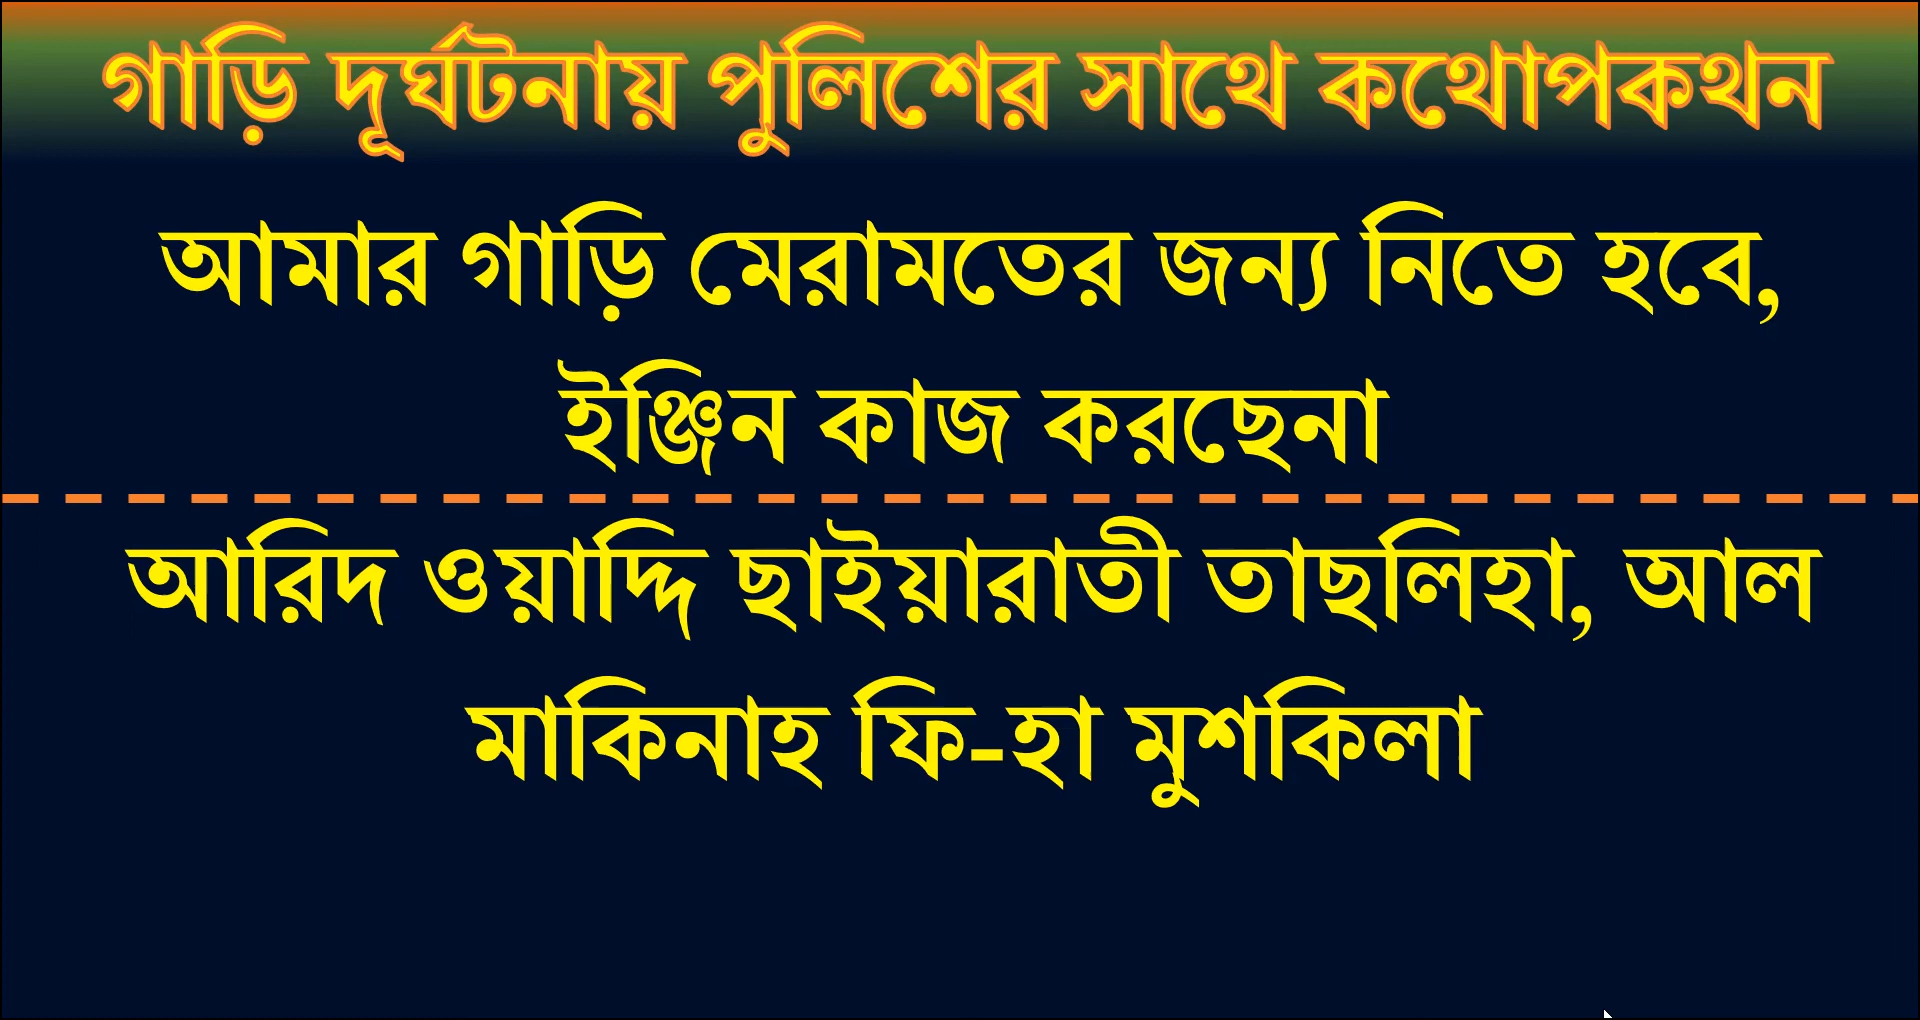 গাড়ি দূর্ঘটনায় পুলিশের সাথে কথোপকথন
আমার গাড়ি মেরামতের জন্য নিতে হবে,
ইঞ্জিন কাজ করছেনা
আরিদ ওয়াদ্দি ছাইয়ারাতী তাছলিহা, আল
মাকিনাহ ফি-হা মুশকিলা